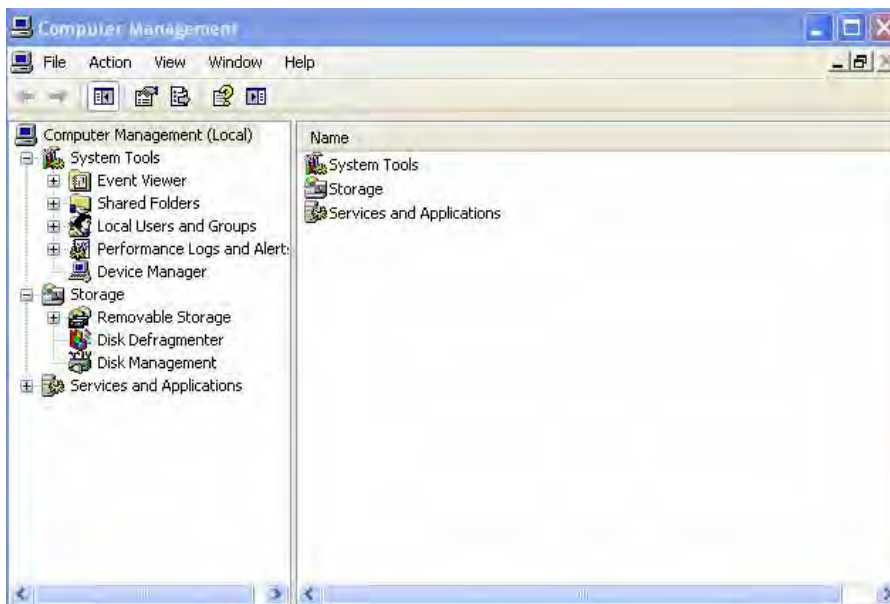 Computer Management
File Action View Window Help
Computer Management (Local)
System Tools
Event Viewer
Shared Folders
Local Users and Groups
Performance Logs and Alert
Device Manager
Storage
Removable Storage
Disk Defragmenter
Disk Management
Services and Applications
Name
System Tools
Storage
Services and Applications